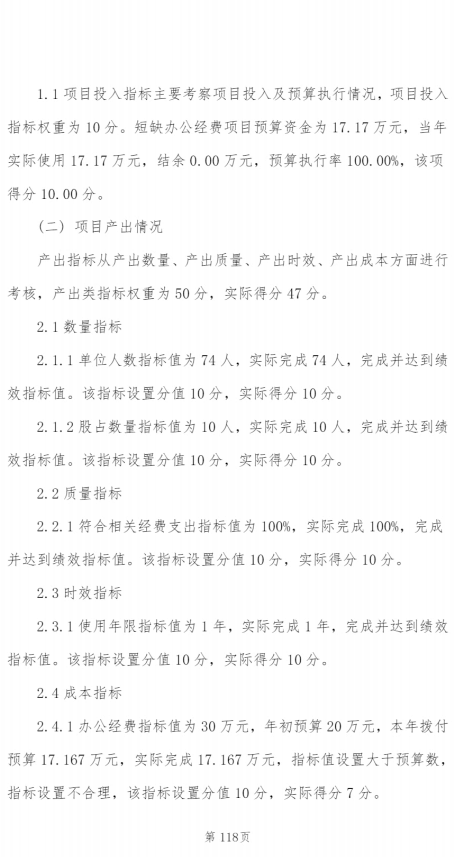 1.1 项目投入指标主要考察项目投入及预算执行情况，项目投入
指标权重为 10 分。短缺办公经费项目预算资金为 17.17 万元，当年
实际使用 17.17 万元，结余 0.00 万元，预算执行率 100.00%，该项
得分 10.00 分。
（二）项目产出情况
产出指标从产出数量、产出质量、产出时效、产出成本方面进行
考核，产出类指标权重为 50 分，实际得分 47 分。
2.1 数量指标
2.1.1 单位人数指标值为 74 人，实际完成 74 人，完成并达到绩
效指标值。该指标设置分值 10 分，实际得分 10 分。
2.1.2 股占数量指标值为 10 人，实际完成 10 人，完成并达到绩
效指标值。该指标设置分值 10 分，实际得分 10 分。
2.2 质量指标
2.2.1 符合相关经费支出指标值为 100%，实际完成 100%，完成
并达到绩效指标值。该指标设置分值 10 分，实际得分 10 分。
2.3 时效指标
2.3.1 使用年限指标值为 1 年，实际完成 1 年，完成并达到绩效
指标值。该指标设置分值 10 分，实际得分 10 分。
2.4 成本指标
2.4.1 办公经费指标值为 30 万元，年初预算 20 万元，本年拨付
预算 17.167 万元，实际完成 17.167 万元，指标值设置大于预算数，
指标设置不合理，该指标设置分值 10 分，实际得分 7 分。
第 118页